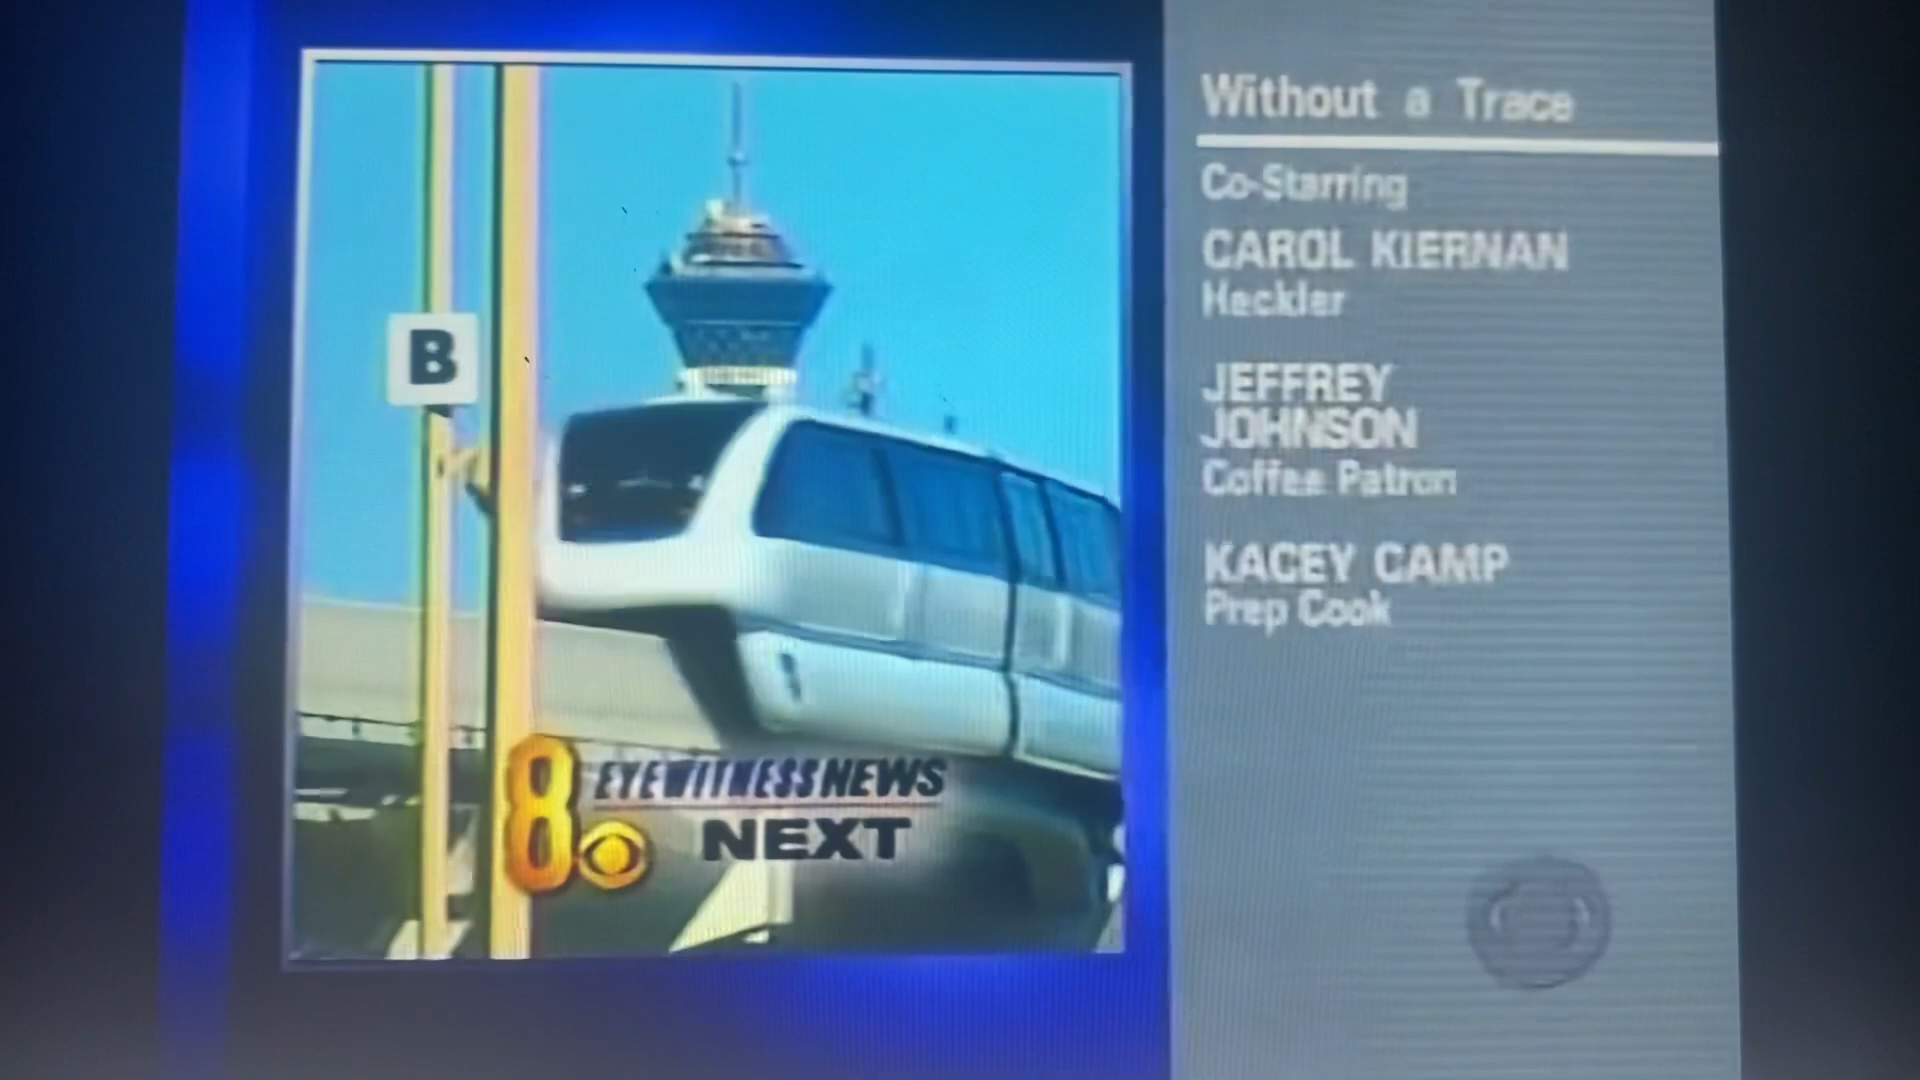 B
8 EYEWITNESS NEWS
NEXT
Without a Trace
Co-Starring
CAROL KIERNAN
Heckler
JEFFREY
JOHNSON
Coffee Patron
KACEY CAMP
Prep Cook